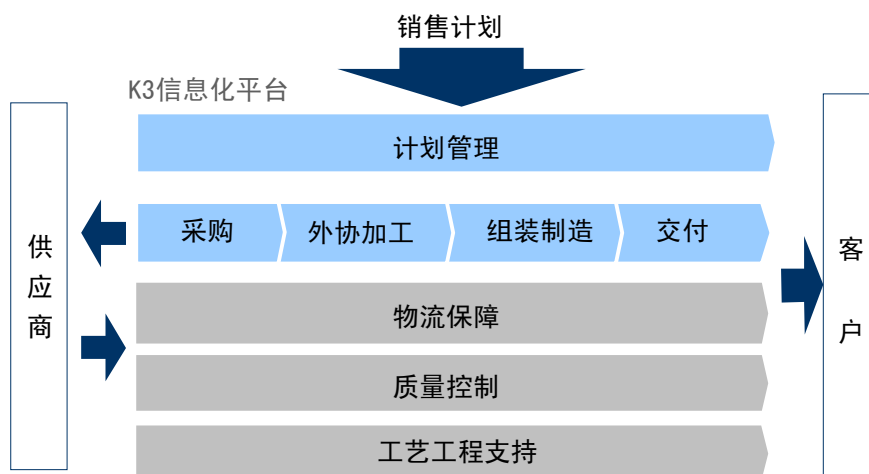 销售计划
K3信息化平台
计划管理
供应商
采购
外协加工
组装制造
交付
客户
物流保障
质量控制
工艺工程支持